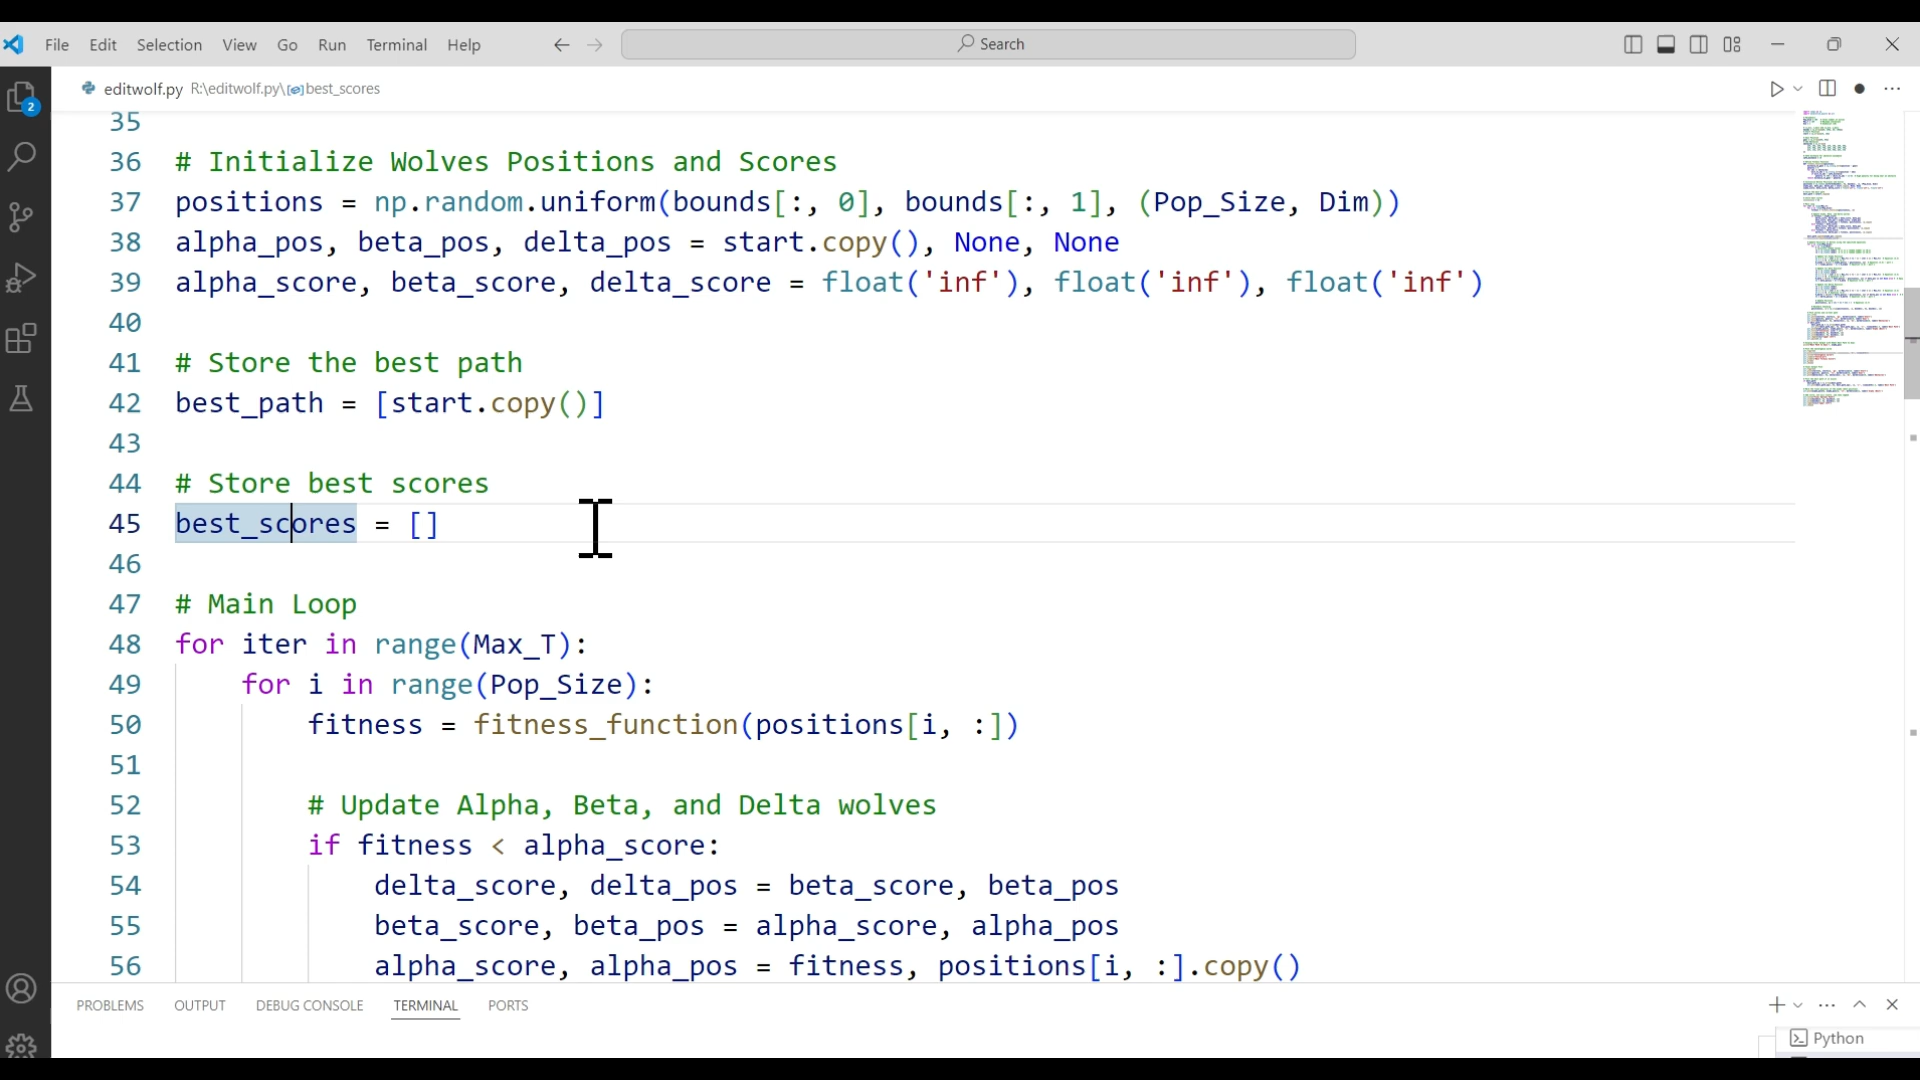 File Edit Selection View Go Run Terminal Help Search
editwolf.py R:\editwolf.py\best_scores
2
35
36 # Initialize Wolves Positions and Scores
37 positions = np.random.uniform(bounds[:, 0], bounds[:, 1], (Pop_Size, Dim))
38 alpha_pos, beta_pos, delta_pos = start.copy(), None, None
39 alpha_score, beta_score, delta_score = float('inf'), float('inf'), float('inf')
40
41 # Store the best path
42 best_path = [start.copy()]
43
44 # Store best scores
45 best_scores = []
46
47 # Main Loop
48 for iter in range(Max_T):
49 for i in range(Pop_Size):
50 fitness = fitness_function(positions[i, :])
51
52 # Update Alpha, Beta, and Delta wolves
53 if fitness < alpha_score:
54 delta_score, delta_pos = beta_score, beta_pos
55 beta_score, beta_pos = alpha_score, alpha_pos
56 alpha_score, alpha_pos = fitness, positions[i, :].copy()
PROBLEMS OUTPUT DEBUG CONSOLE TERMINAL PORTS
Python